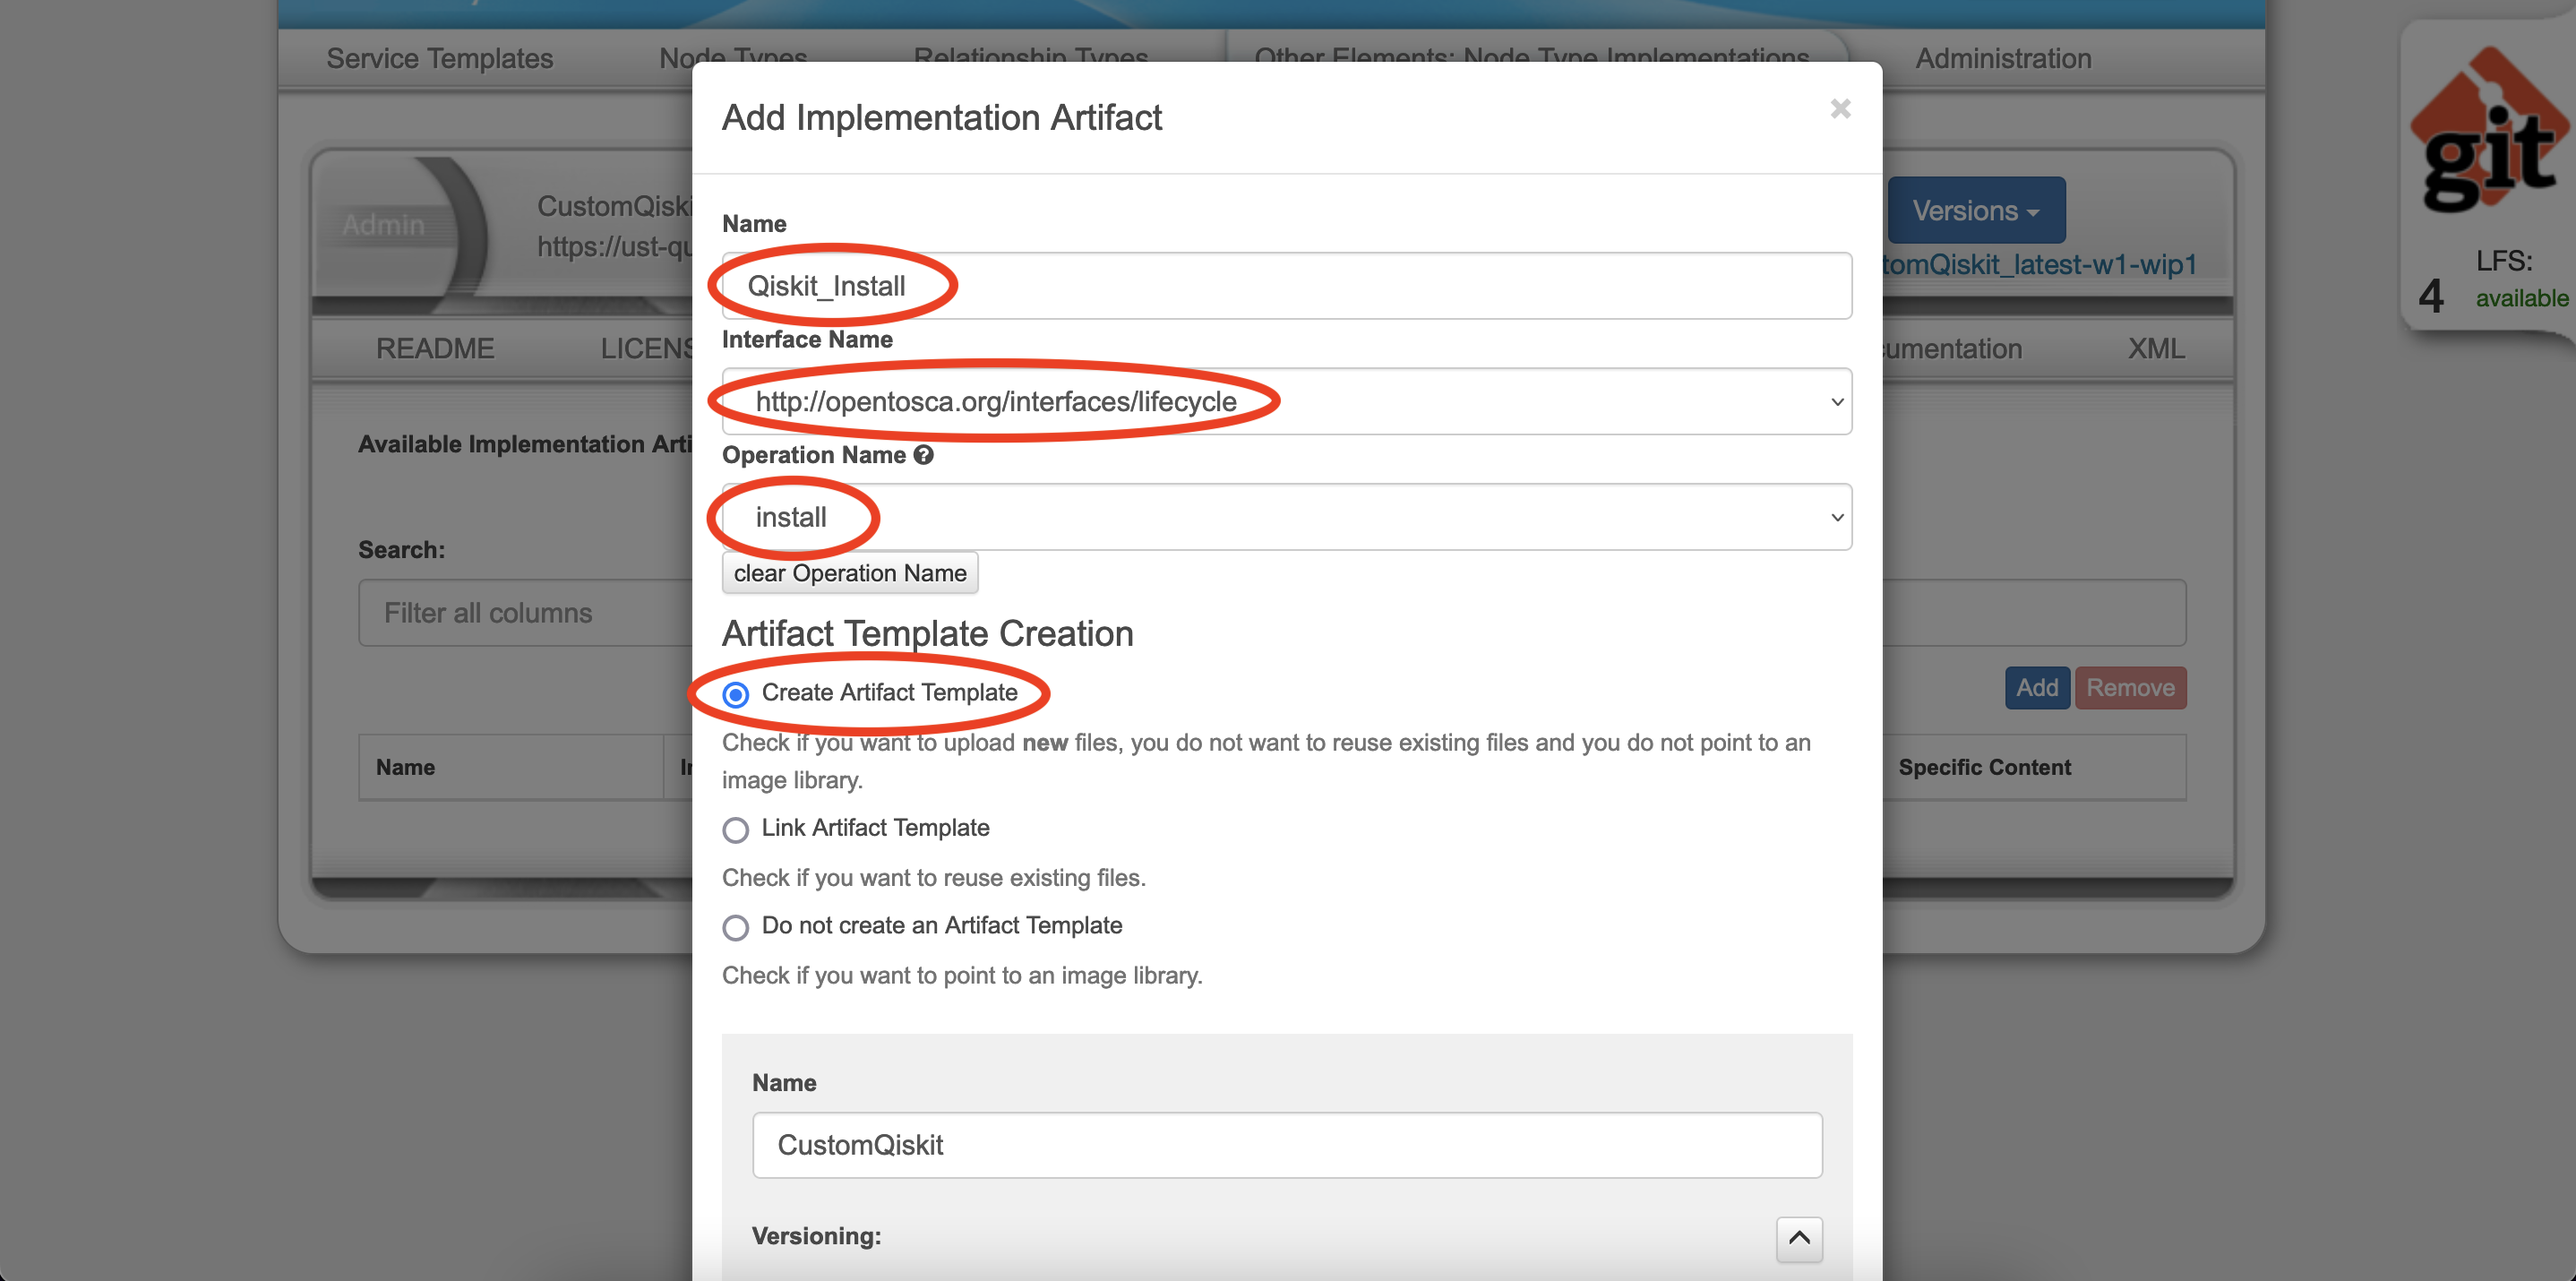 Service Templates
Node Types
Relationship Types
Other Elements: Node Type Implementations
Administration
git
LFS:
4
available
Admin
CustomQiski
https://ust-qu
Versions
tomQiskit_latest-w1-wip1
README
LICENS
cumentation
XML
Available Implementation Arti
Search:
Filter all columns
Add
Remove
Name
Specific Content
Add Implementation Artifact
×
Name
Qiskit_Install
Interface Name
http://opentosca.org/interfaces/lifecycle
Operation Name ?
install
clear Operation Name
Artifact Template Creation
Create Artifact Template
Check if you want to upload new files, you do not want to reuse existing files and you do not point to an
image library.
Link Artifact Template
Check if you want to reuse existing files.
Do not create an Artifact Template
Check if you want to point to an image library.
Name
CustomQiskit
Versioning: